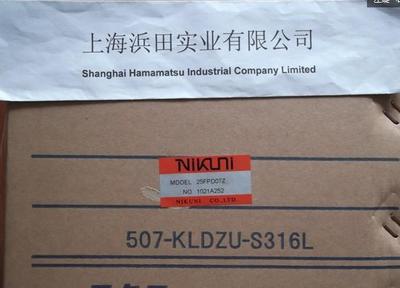 上海浜田实业有限公司
Shanghai Hamamatsu Industrial Company Limited
NIKUNI
MODEL 25FPD07Z
NO 1021A252
NIKUNI CO.,LTD.
507-KLDZU-S316L